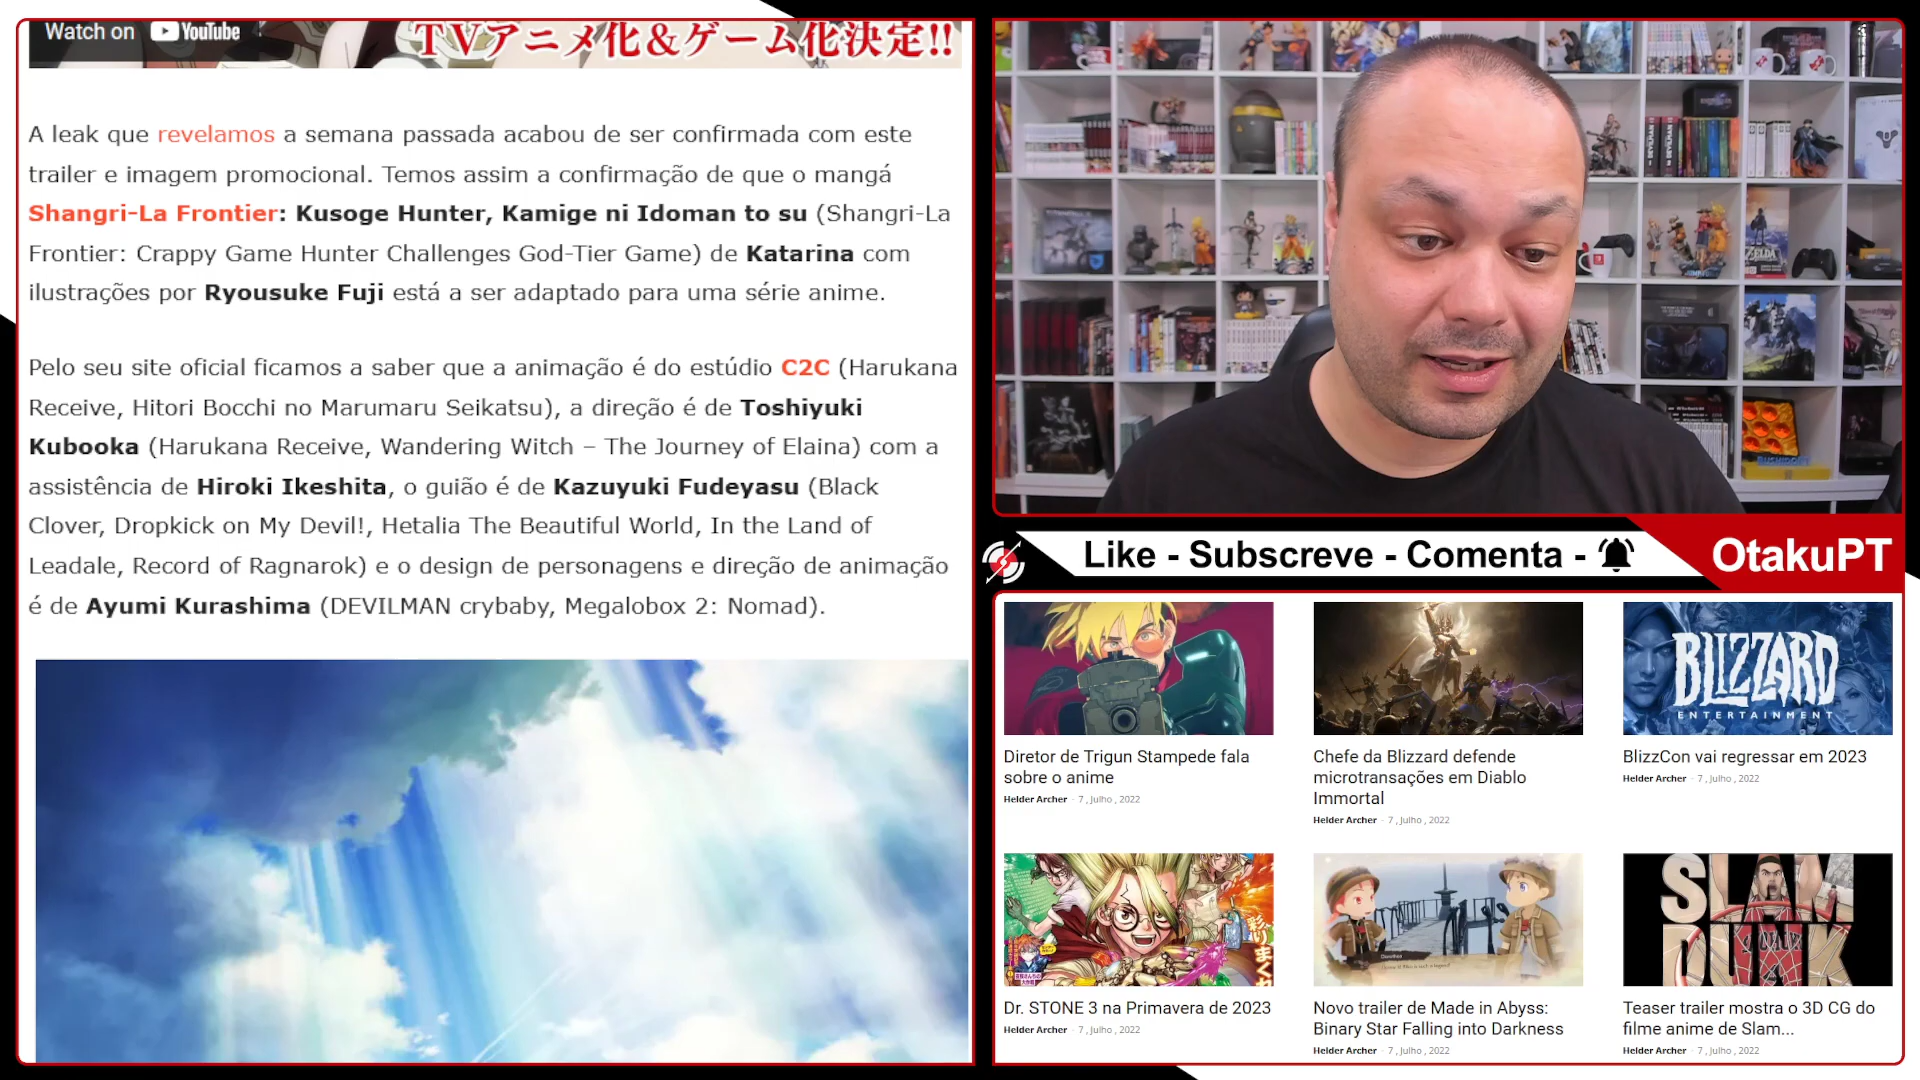 Watch on YouTube
TVアニメ化&ゲーム化決定!!
A leak que revelamos a semana passada acabou de ser confirmada com este
trailer e imagem promocional. Temos assim a confirmação de que o mangá
Shangri-La Frontier: Kusoge Hunter, Kamige ni Idoman to su (Shangri-La
Frontier: Crappy Game Hunter Challenges God-Tier Game) de Katarina com
ilustrações por Ryousuke Fuji está a ser adaptado para uma série anime.
Pelo seu site oficial ficamos a saber que a animação é do estúdio C2C (Harukana
Receive, Hitori Bocchi no Marumaru Seikatsu), a direção é de Toshiyuki
Kubooka (Harukana Receive, Wandering Witch – The Journey of Elaina) com a
assistência de Hiroki Ikeshita, o guião é de Kazuyuki Fudeyasu (Black
Clover, Dropkick on My Devil!, Hetalia The Beautiful World, In the Land of
Leadale, Record of Ragnarok) e o design de personagens e direção de animação
é de Ayumi Kurashima (DEVILMAN crybaby, Megalobox 2: Nomad).
Like - Subscreve - Comenta -
OtakuPT
BLIZZARD
ENTERTAINMENT
Diretor de Trigun Stampede fala
sobre o anime
Helder Archer - 7 , Julho , 2022
Chefe da Blizzard defende
microtransações em Diablo
Immortal
Helder Archer - 7 , Julho , 2022
BlizzCon vai regressar em 2023
Helder Archer - 7 , Julho , 2022
SLAM
DUNK
Dr. STONE 3 na Primavera de 2023
Helder Archer - 7 , Julho , 2022
Novo trailer de Made in Abyss:
Binary Star Falling into Darkness
Helder Archer - 7 , Julho , 2022
Teaser trailer mostra o 3D CG do
filme anime de Slam...
Helder Archer - 7 , Julho , 2022